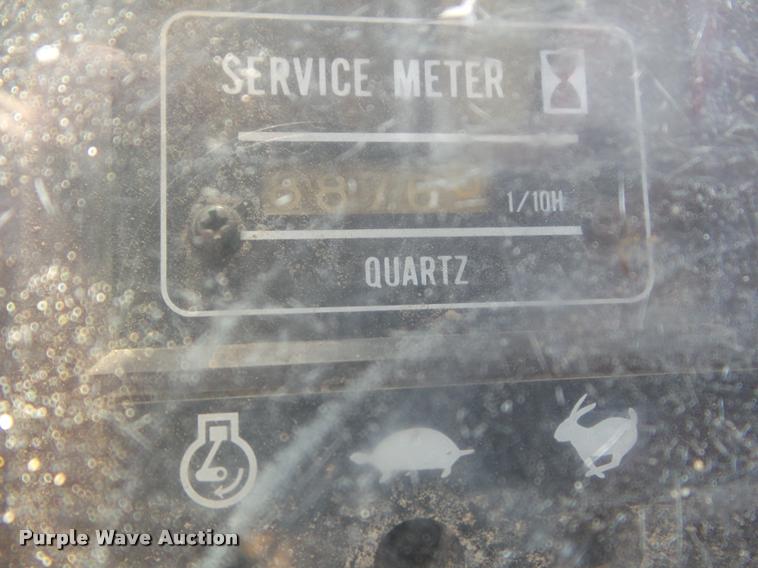 SERVICE METER
1/10H
QUARTZ
Purple Wave Auction